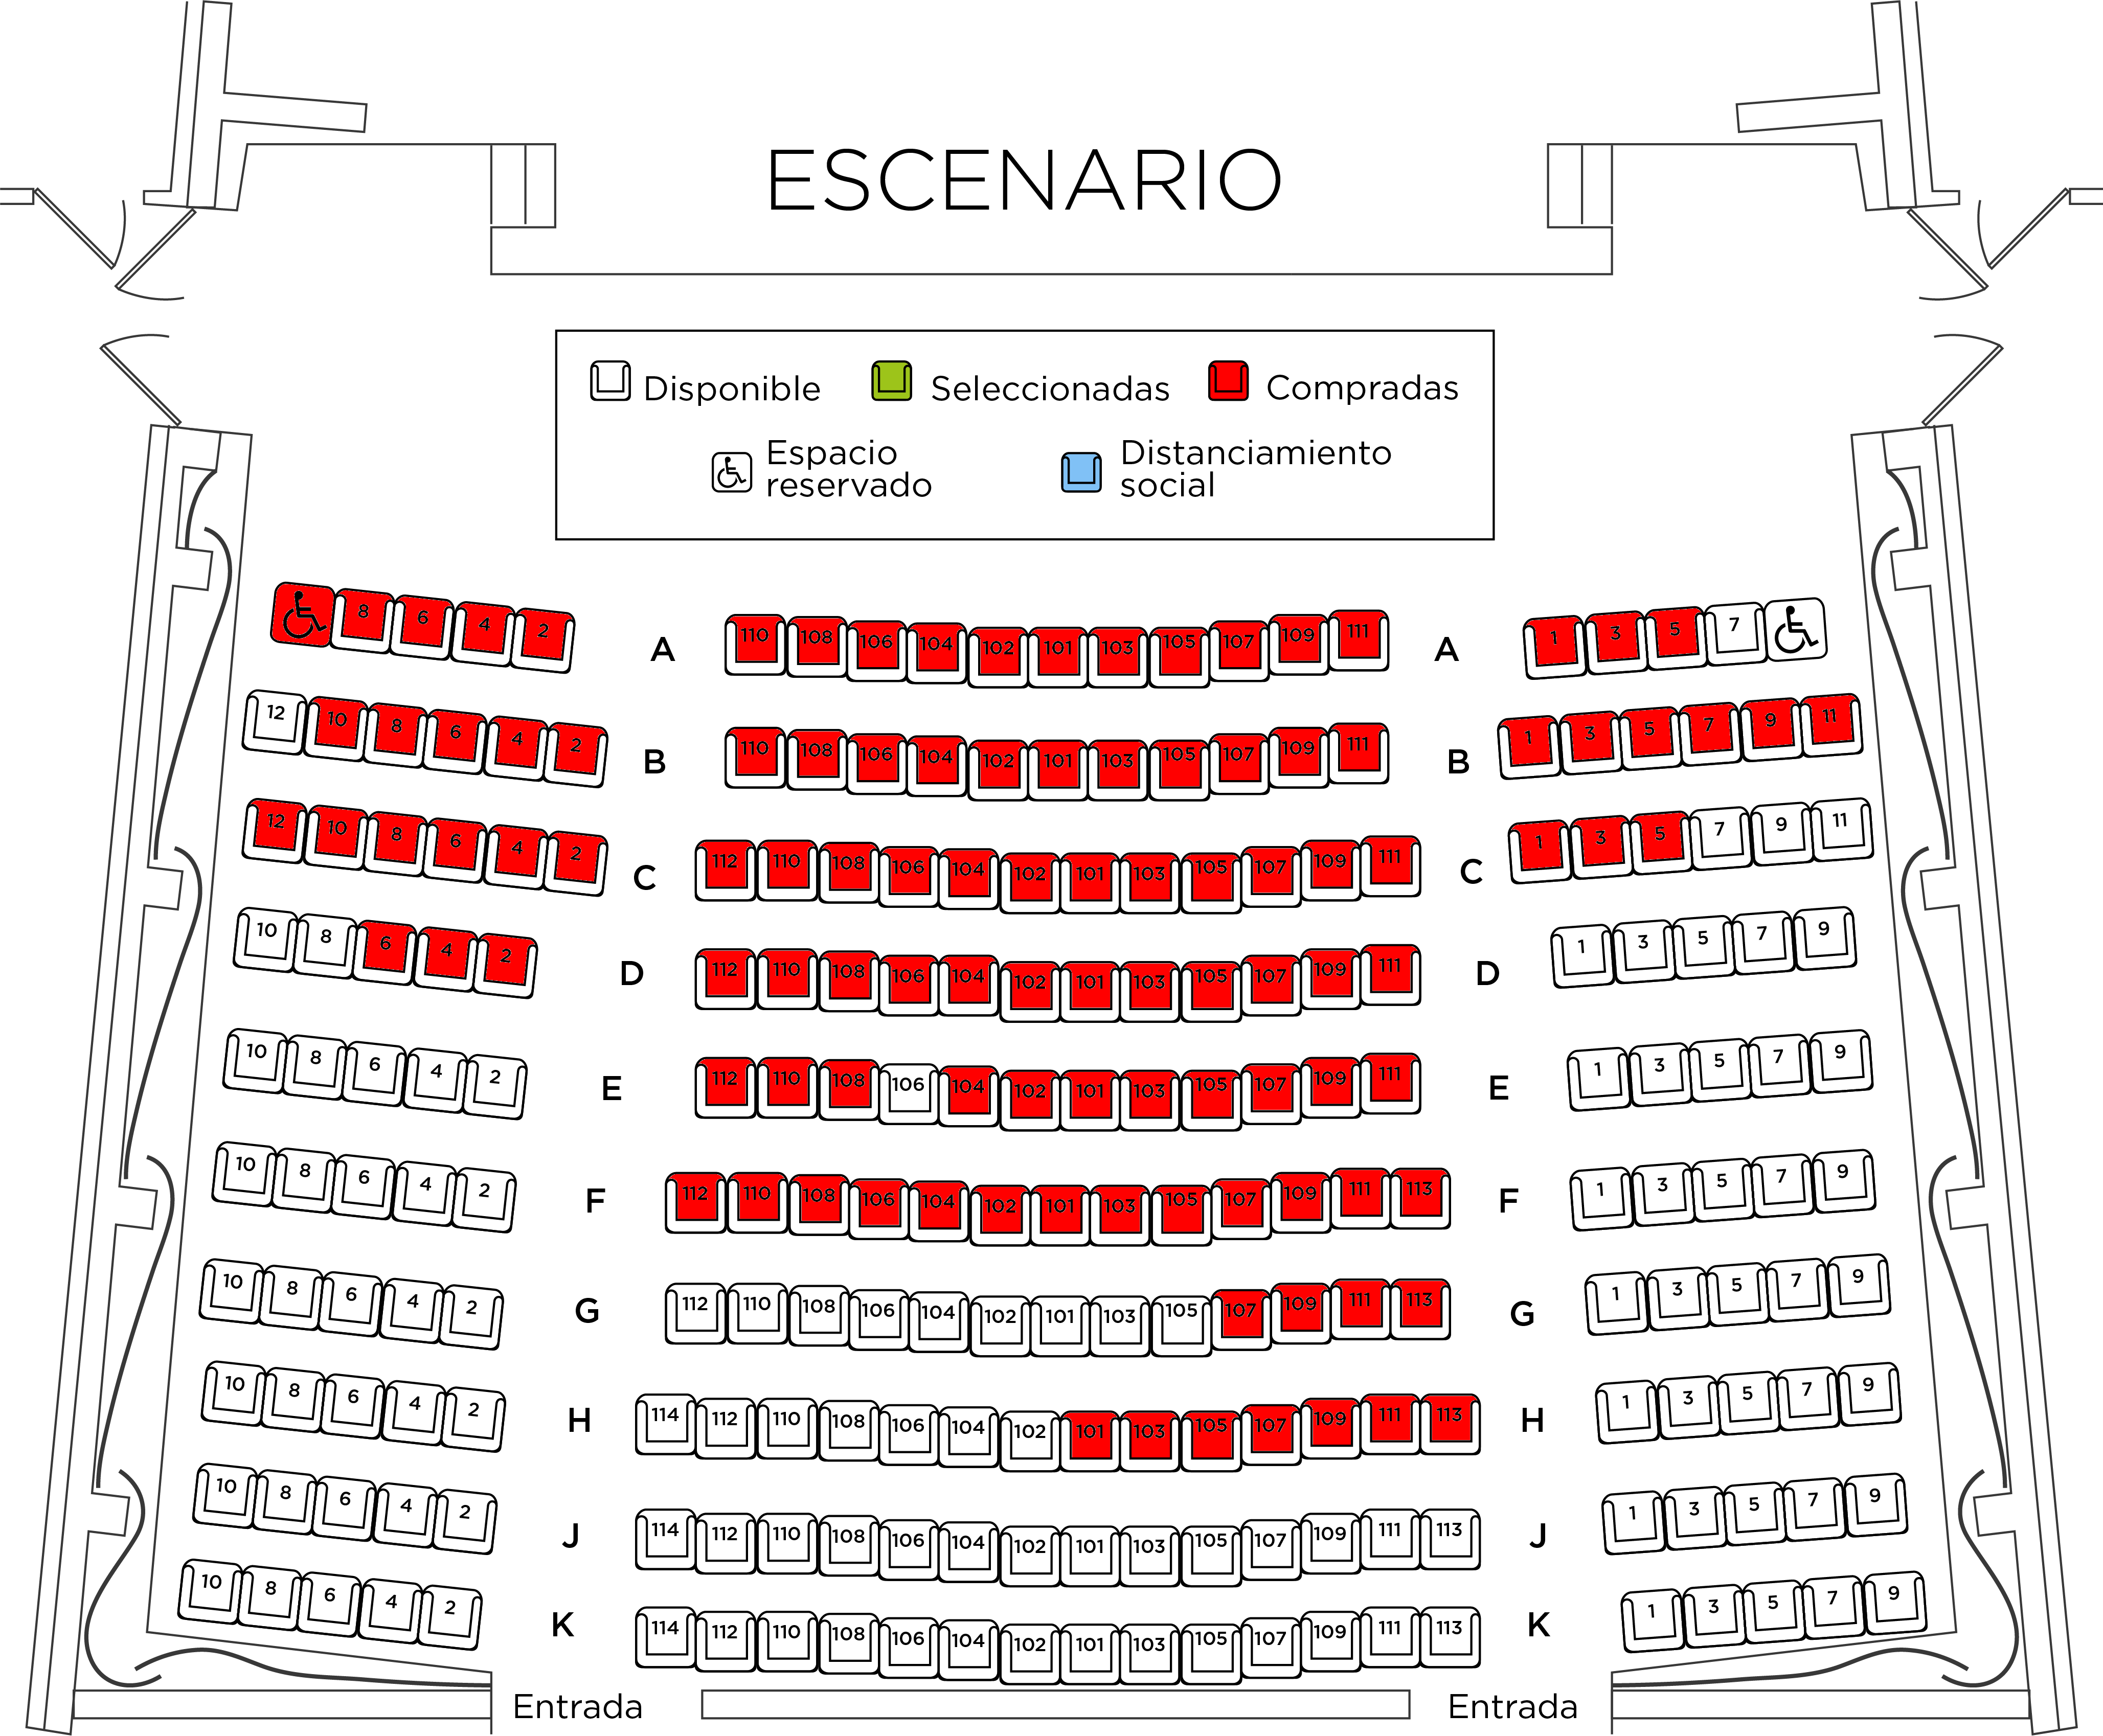 ESCENARIO
Disponible Seleccionadas Compradas
Espacio reservado Distanciamiento social
8 6 4 2 A 110 108 106 104 102 101 103 105 107 109 111 A 1 3 5 7
12 10 8 6 4 2 B 110 108 106 104 102 101 103 105 107 109 111 B 1 3 5 7 9 11
12 10 8 6 4 2 C 112 110 108 106 104 102 101 103 105 107 109 111 C 1 3 5 7 9 11
10 8 6 4 2 D 112 110 108 106 104 102 101 103 105 107 109 111 D 1 3 5 7 9
10 8 6 4 2 E 112 110 108 106 104 102 101 103 105 107 109 111 E 1 3 5 7 9
10 8 6 4 2 F 112 110 108 106 104 102 101 103 105 107 109 111 113 F 1 3 5 7 9
10 8 6 4 2 G 112 110 108 106 104 102 101 103 105 107 109 111 113 G 1 3 5 7 9
10 8 6 4 2 H 114 112 110 108 106 104 102 101 103 105 107 109 111 113 H 1 3 5 7 9
10 8 6 4 2 J 114 112 110 108 106 104 102 101 103 105 107 109 111 113 J 1 3 5 7 9
10 8 6 4 2 K 114 112 110 108 106 104 102 101 103 105 107 109 111 113 K 1 3 5 7 9
Entrada Entrada